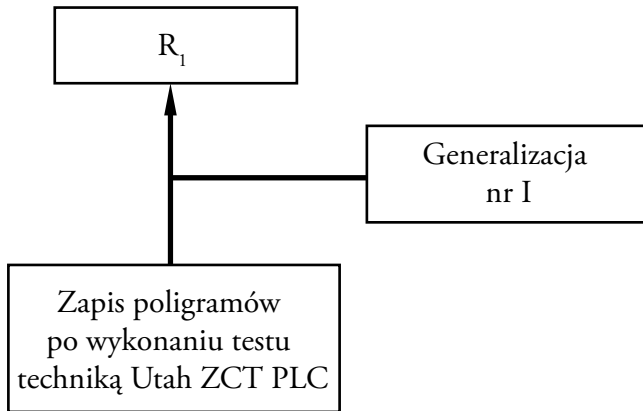 R₁
Generalizacja
nr I
Zapis poligramów
po wykonaniu testu
techniką Utah ZCT PLC